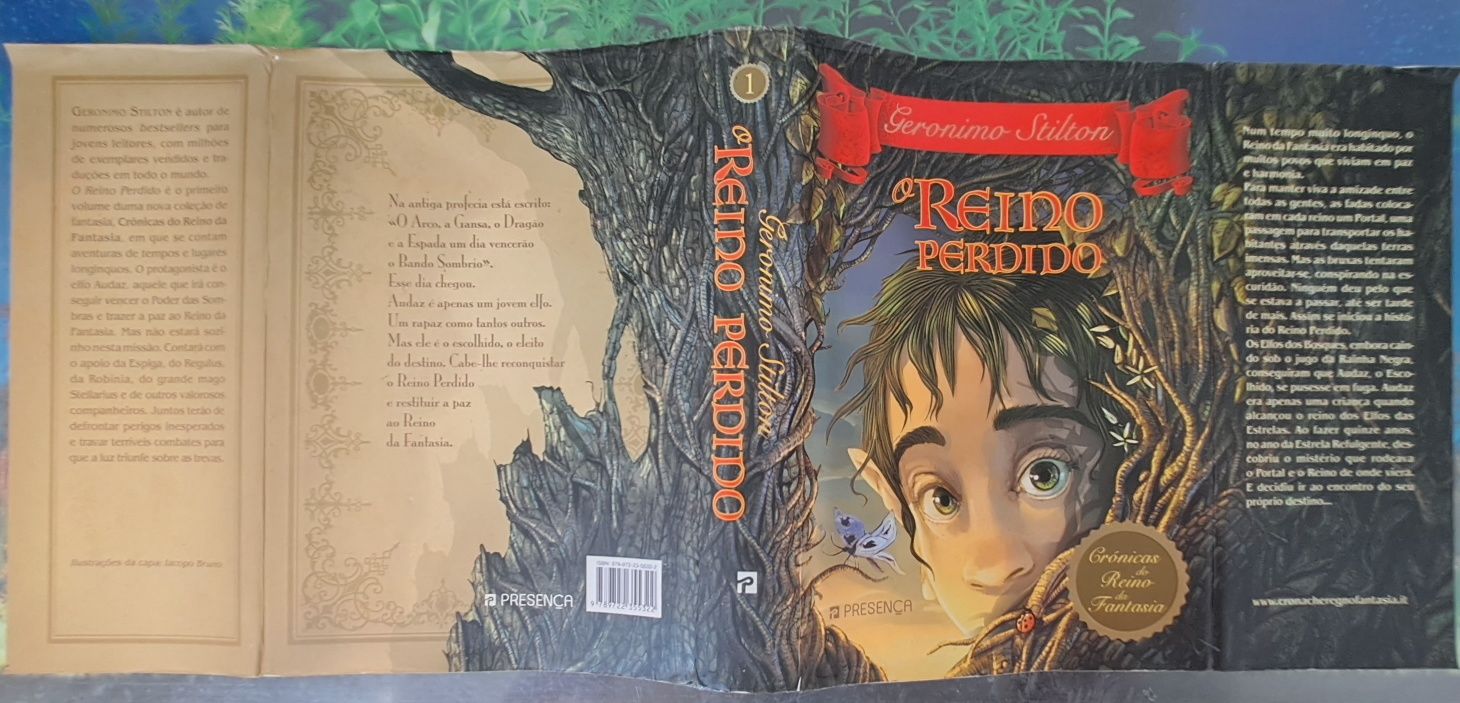 GERONIMO STILTON é autor de
numerosos bestsellers para
jovens leitores, com milhões
de exemplares vendidos e tra-
duções em todo o mundo.
O Reino Perdido é o primeiro
volume duma nova coleção de
fantasia, Crónicas do Reino da
Fantasia, em que se contam
aventuras de tempos e lugares
longínquos. O protagonista é o
elfo Audaz, aquele que irá con-
seguir vencer o Poder das Som-
bras e trazer a paz ao Reino da
Fantasia. Mas não estará sozi-
nho nesta missão. Contará com
o apoio da Espiga, do Regulus,
da Robínia, do grande mago
Stellarius e de outros valorosos
companheiros. Juntos terão de
defrontar perigos inesperados
e travar terríveis combates para
que a luz triunfe sobre as trevas.
Ilustrações da capa: Iacopo Bruno
Na antiga profecia está escrito:
«O Arco, a Gansa, o Dragão
e a Espada um dia vencerão
o Bando Sombrio».
Esse dia chegou.
Audaz é apenas um jovem elfo.
Um rapaz como tantos outros.
Mas ele é o escolhido, o eleito
do destino. Cabe-lhe reconquistar
o Reino Perdido
e restituir a paz
ao Reino
da Fantasia.
PRESENÇA
9 789722 355322
1
O REINO PERDIDO
Geronimo Stilton
Geronimo Stilton
O REINO
PERDIDO
PRESENÇA
Crónicas
do
Reino
da
Fantasia
Num tempo muito longínquo, o
Reino da Fantasia era habitado por
muitos povos que viviam em paz
e harmonia.
Para manter viva a amizade entre
todas as gentes, as fadas coloca-
ram em cada reino um Portal, uma
passagem para transportar os ha-
bitantes através daquelas terras
imensas. Mas as bruxas tentaram
aproveitar-se, conspirando na es-
curidão. Ninguém deu pelo que
se estava a passar, até ser tarde
de mais. Assim se iniciou a histó-
ria do Reino Perdido.
Os Elfos dos Bosques, embora cain-
do sob o jugo da Rainha Negra,
conseguiram que Audaz, o Esco-
lhido, se pusesse em fuga. Audaz
era apenas uma criança quando
alcançou o reino dos Elfos das
Estrelas. Ao fazer quinze anos,
no ano da Estrela Refulgente, des-
cobriu o mistério que rodeava
o Portal e o Reino de onde viera.
E decidiu ir ao encontro do seu
próprio destino...
www.cronacheregnofantasia.it